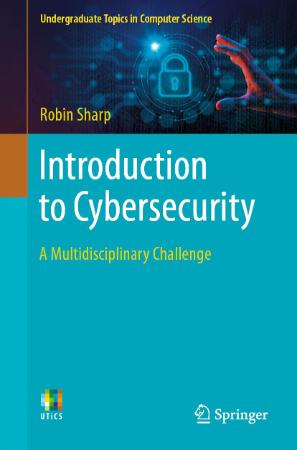 Undergraduate Topics in Computer Science
Robin Sharp
Introduction
to Cybersecurity
A Multidisciplinary Challenge
UTiCS
Springer